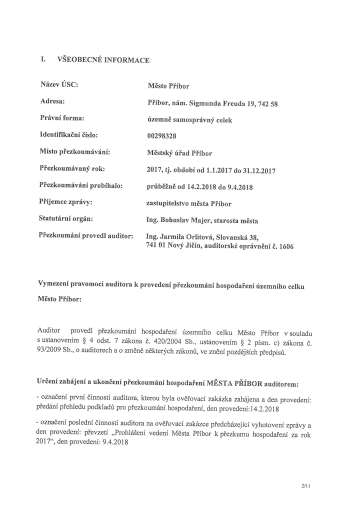 I. VŠEOBECNÉ INFORMACE
Název ÚSC: Město Příbor
Adresa: Příbor, nám. Sigmunda Freuda 19, 742 58
Právní forma: územně samosprávný celek
Identifikační číslo: 00298328
Místo přezkoumávání: Městský úřad Příbor
Přezkoumávaný rok: 2017, tj. období od 1.1.2017 do 31.12.2017
Přezkoumávání probíhalo: průběžně od 14.2.2018 do 9.4.2018
Příjemce zprávy: zastupitelstvo města Příbor
Statutární orgán: Ing. Bohuslav Majer, starosta města
Přezkoumání provedl auditor: Ing. Jarmila Orlitová, Slovanská 38,
741 01 Nový Jičín, auditorské oprávnění č. 1606
Vymezení pravomoci auditora k provedení přezkoumání hospodaření územního celku
Město Příbor:
Auditor provedl přezkoumání hospodaření územního celku Město Příbor v souladu
s ustanovením § 4 odst. 7 zákona č. 420/2004 Sb., ustanovením § 2 písm. c) zákona č.
93/2009 Sb., o auditorech a o změně některých zákonů, ve znění pozdějších předpisů.
Určení zahájení a ukončení přezkoumání hospodaření MĚSTA PŘÍBOR auditorem:
- označení první činnosti auditora, kterou byla ověřovací zakázka zahájena a den provedení:
předání přehledu podkladů pro přezkoumání hospodaření, den provedení:14.2.2018
- označení poslední činnosti auditora na ověřovací zakázce předcházející vyhotovení zprávy a
den provedení: převzetí „Prohlášení vedení Města Příbor k přezkumu hospodaření za rok
2017“, den provedení: 9.4.2018
2/11